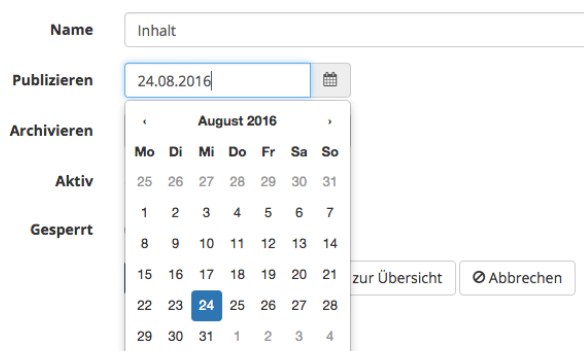 Name Inhalt
Publizieren 24.08.2016
Archivieren
‹ August 2016 ›
Mo Di Mi Do Fr Sa So
25 26 27 28 29 30 31
1 2 3 4 5 6 7
8 9 10 11 12 13 14
15 16 17 18 19 20 21
22 23 24 25 26 27 28
29 30 31 1 2 3 4
Aktiv
Gesperrt
zur Übersicht Abbrechen